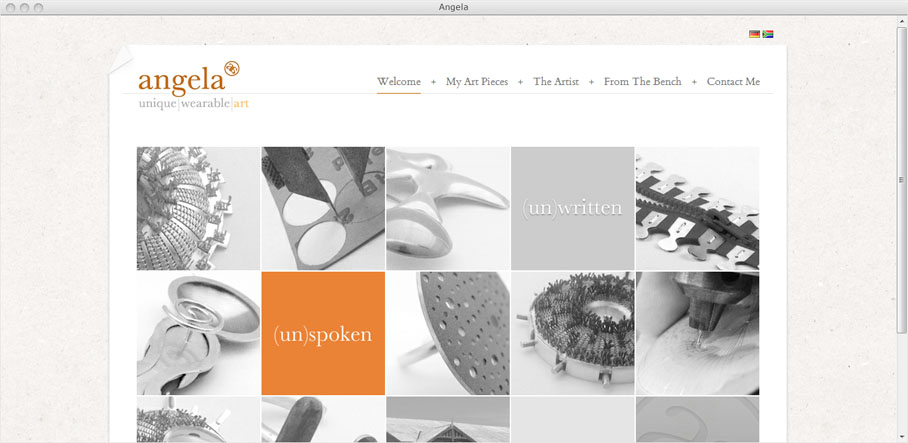 Angela
angela
unique|wearable|art
Welcome + My Art Pieces + The Artist + From The Bench + Contact Me
(un)written
(un)spoken